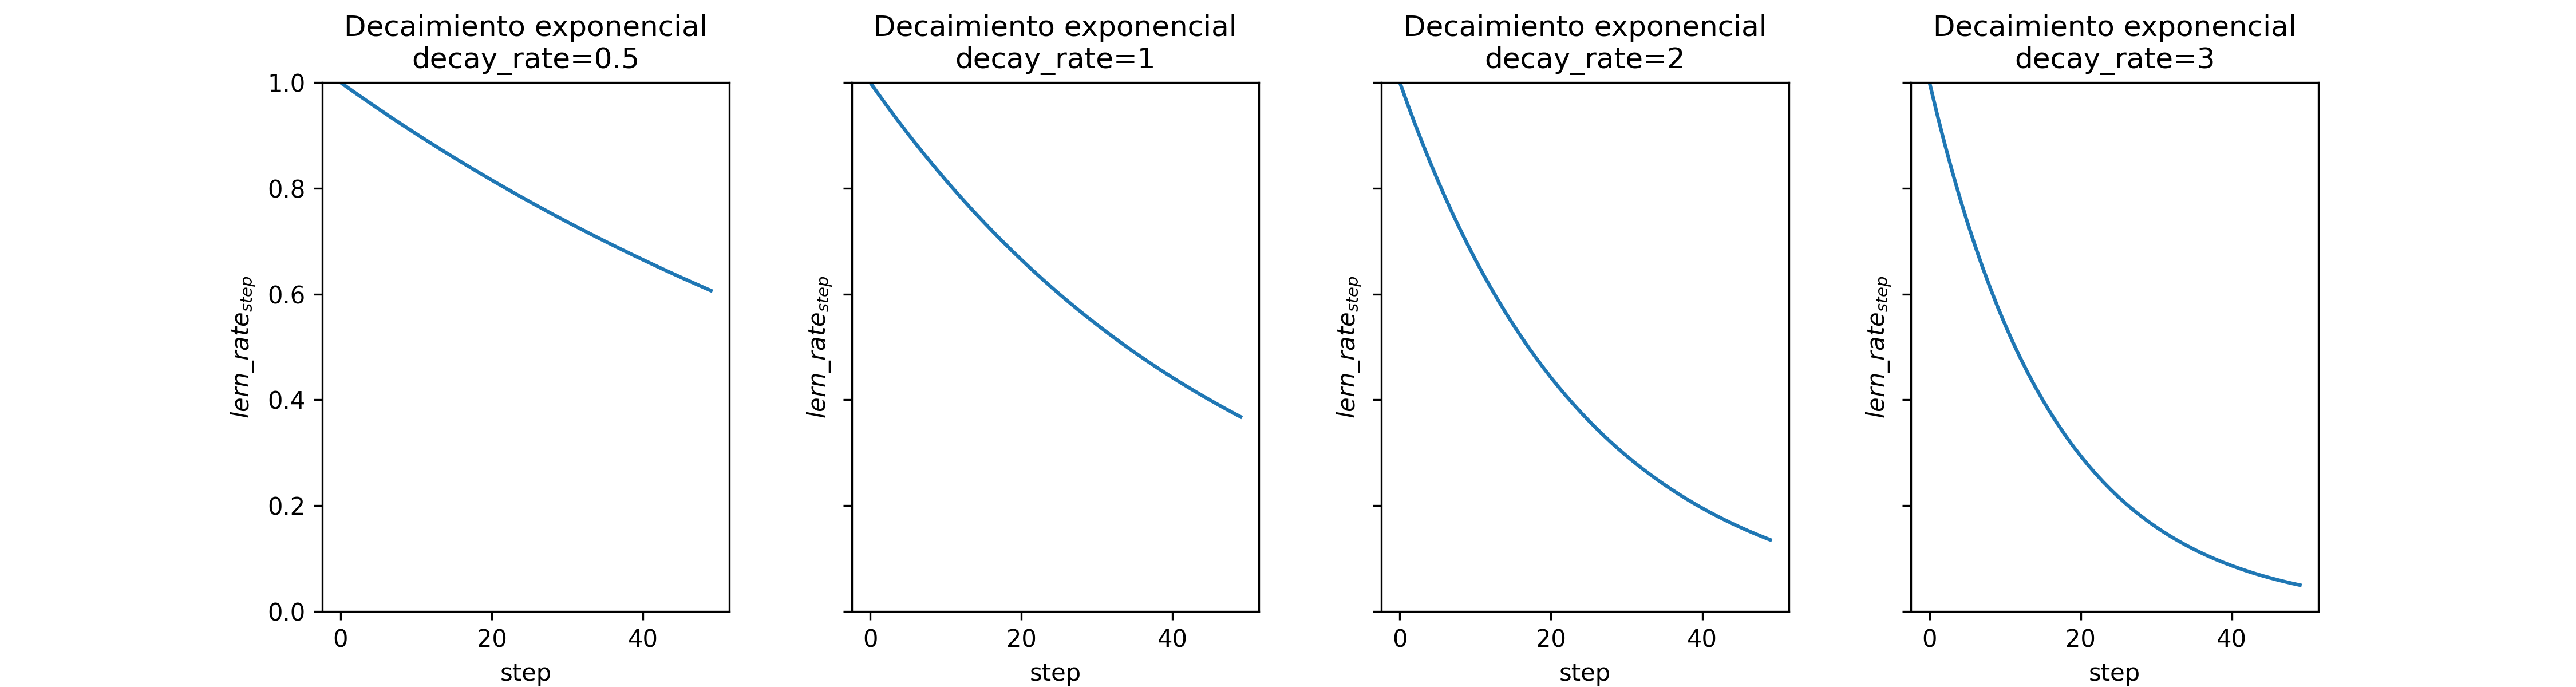 Decaimiento exponencial
decay_rate=0.5
1.0
0.8
0.6
0.4
0.2
0.0
lern_rate_step
0 20 40
step
Decaimiento exponencial
decay_rate=1
lern_rate_step
0 20 40
step
Decaimiento exponencial
decay_rate=2
lern_rate_step
0 20 40
step
Decaimiento exponencial
decay_rate=3
lern_rate_step
0 20 40
step